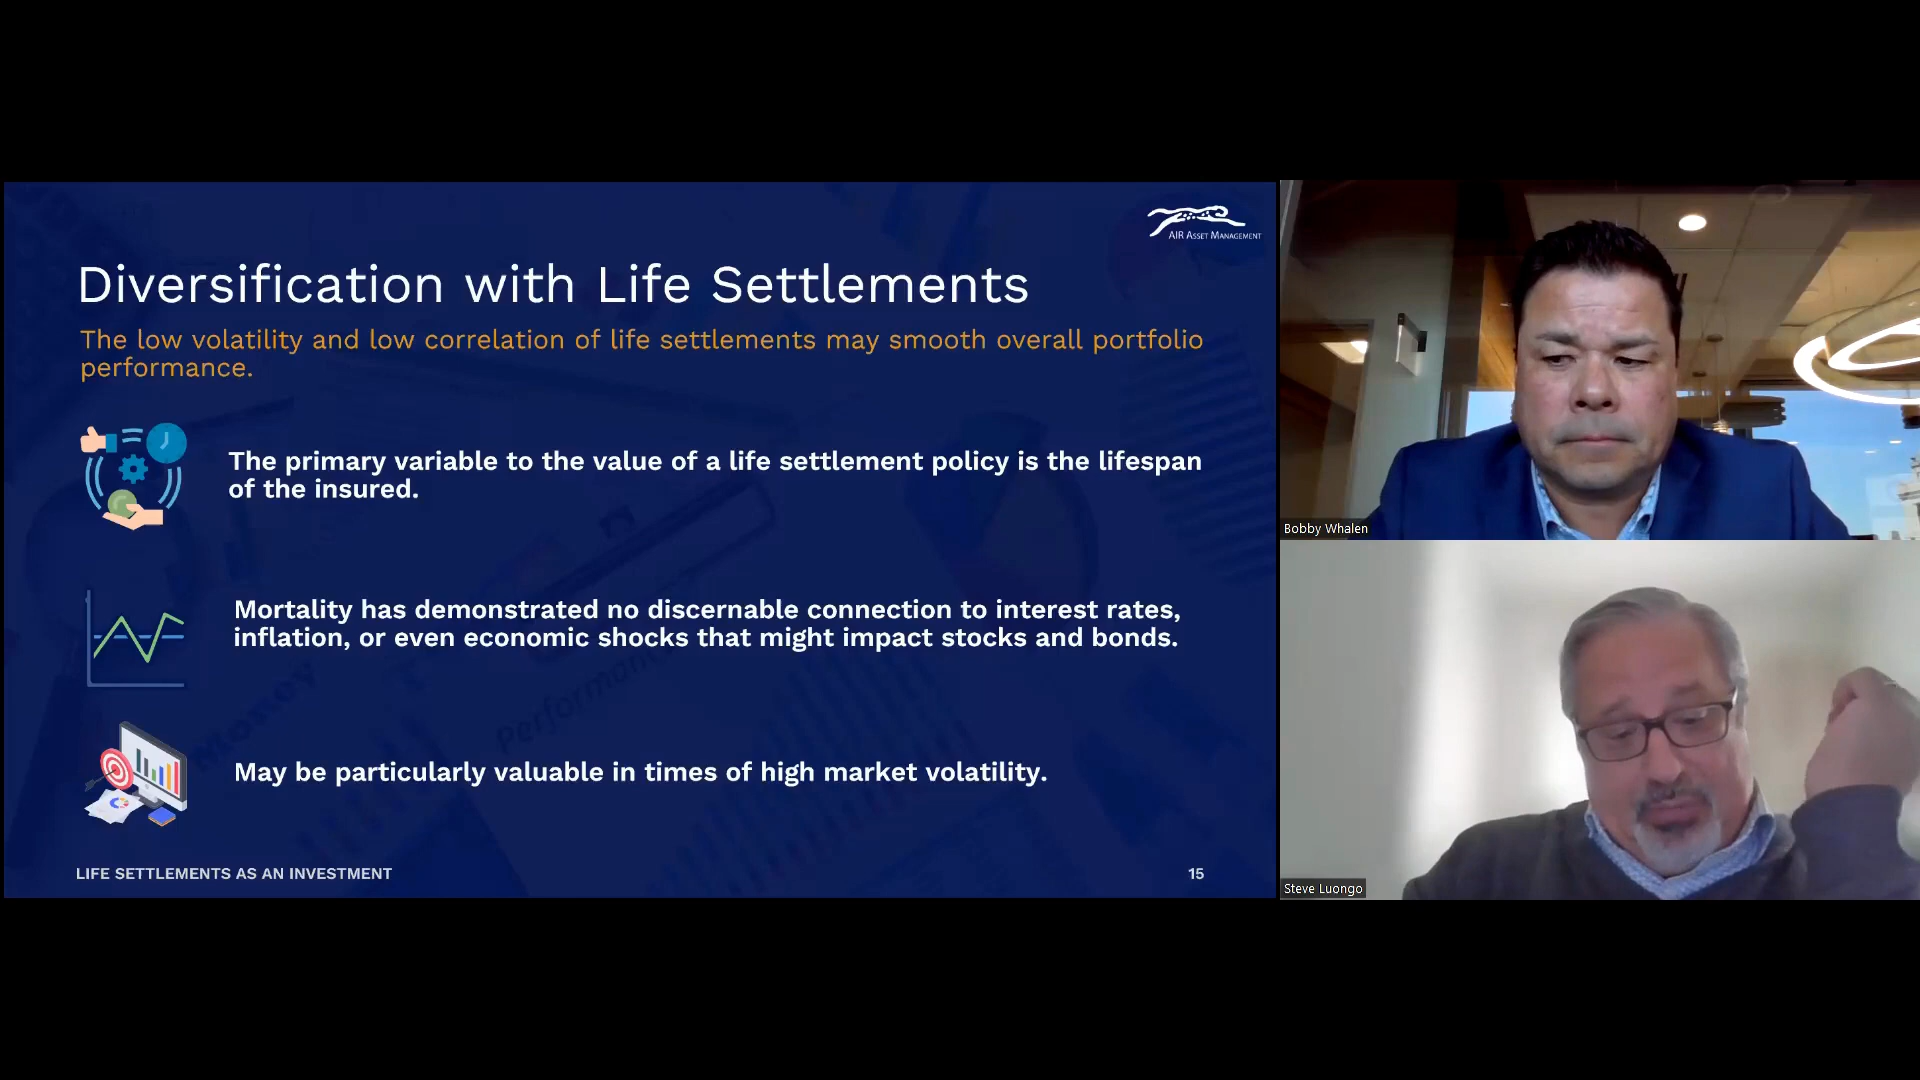 AIR ASSET MANAGEMENT
Diversification with Life Settlements
The low volatility and low correlation of life settlements may smooth overall portfolio
performance.
The primary variable to the value of a life settlement policy is the lifespan
of the insured.
Mortality has demonstrated no discernable connection to interest rates,
inflation, or even economic shocks that might impact stocks and bonds.
Performan
Money
May be particularly valuable in times of high market volatility.
LIFE SETTLEMENTS AS AN INVESTMENT
15
Bobby Whalen
Steve Luongo